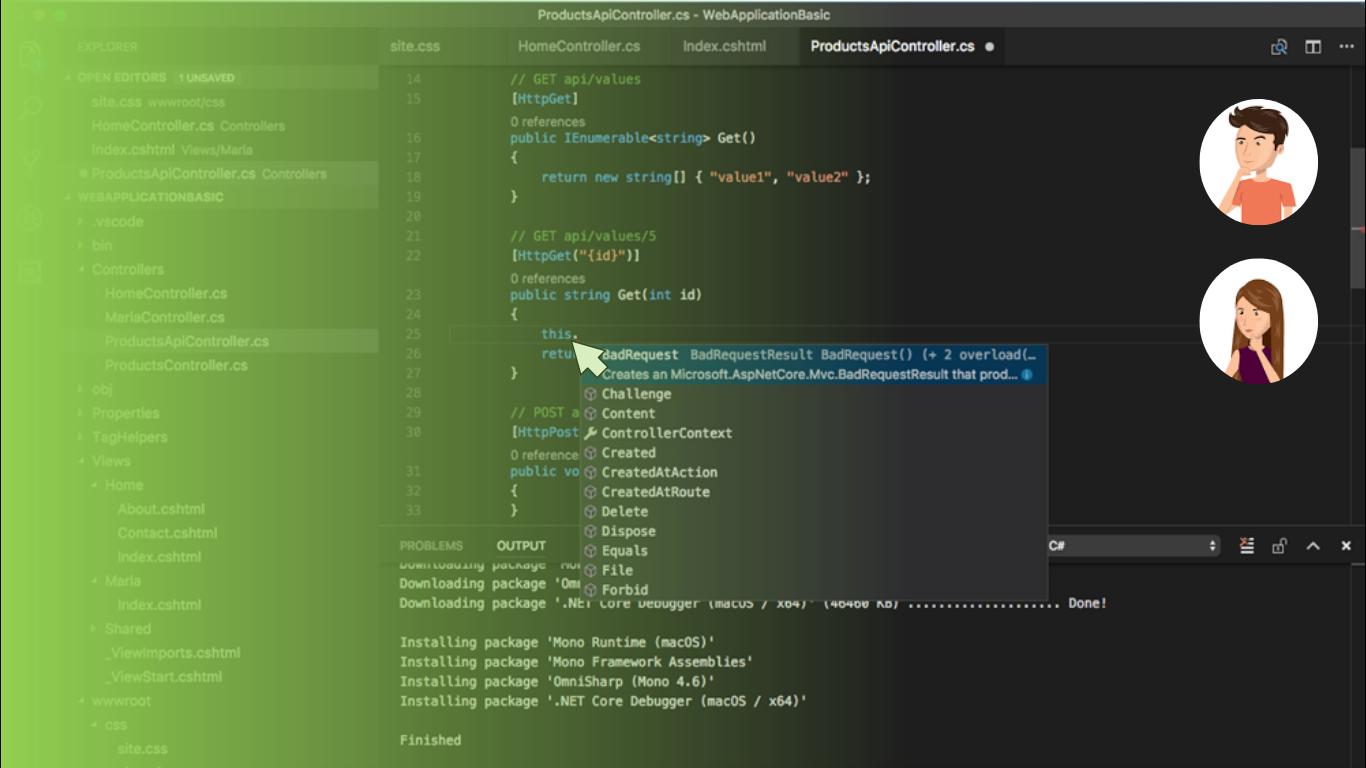 ProductsApiController.cs - WebApplicationBasic
EXPLORER
OPEN EDITORS 1 UNSAVED
site.css wwwroot/css
HomeController.cs Controllers
Index.cshtml Views/Maria
ProductsApiController.cs Controllers
WEBAPPLICATIONBASIC
.vscode
bin
Controllers
HomeController.cs
MariaController.cs
ProductsApiController.cs
ProductsController.cs
obj
Properties
TagHelpers
Views
Home
About.cshtml
Contact.cshtml
Index.cshtml
Maria
Index.cshtml
Shared
_ViewImports.cshtml
_ViewStart.cshtml
wwwroot
css
site.css
site.css HomeController.cs Index.cshtml ProductsApiController.cs
14 // GET api/values
15 [HttpGet]
0 references
16 public IEnumerable<string> Get()
17 {
18 return new string[] { "value1", "value2" };
19 }
20
21 // GET api/values/5
22 [HttpGet("{id}")]
0 references
23 public string Get(int id)
24 {
25 this.
26 retu
27 }
28
29 // POST a
30 [HttpPost
0 reference
31 public vo
32 {
33 }
BadRequest BadRequestResult BadRequest() (+ 2 overload(…
Creates an Microsoft.AspNetCore.Mvc.BadRequestResult that prod...
Challenge
Content
ControllerContext
Created
CreatedAtAction
CreatedAtRoute
Delete
Dispose
Equals
File
Forbid
PROBLEMS OUTPUT C#
Downloading package 'Mo
Downloading package 'Om
Downloading package '.NET Core Debugger (macOS / x64)' (46460 KB) .................... Done!
Installing package 'Mono Runtime (macOS)'
Installing package 'Mono Framework Assemblies'
Installing package 'OmniSharp (Mono 4.6)'
Installing package '.NET Core Debugger (macOS / x64)'
Finished